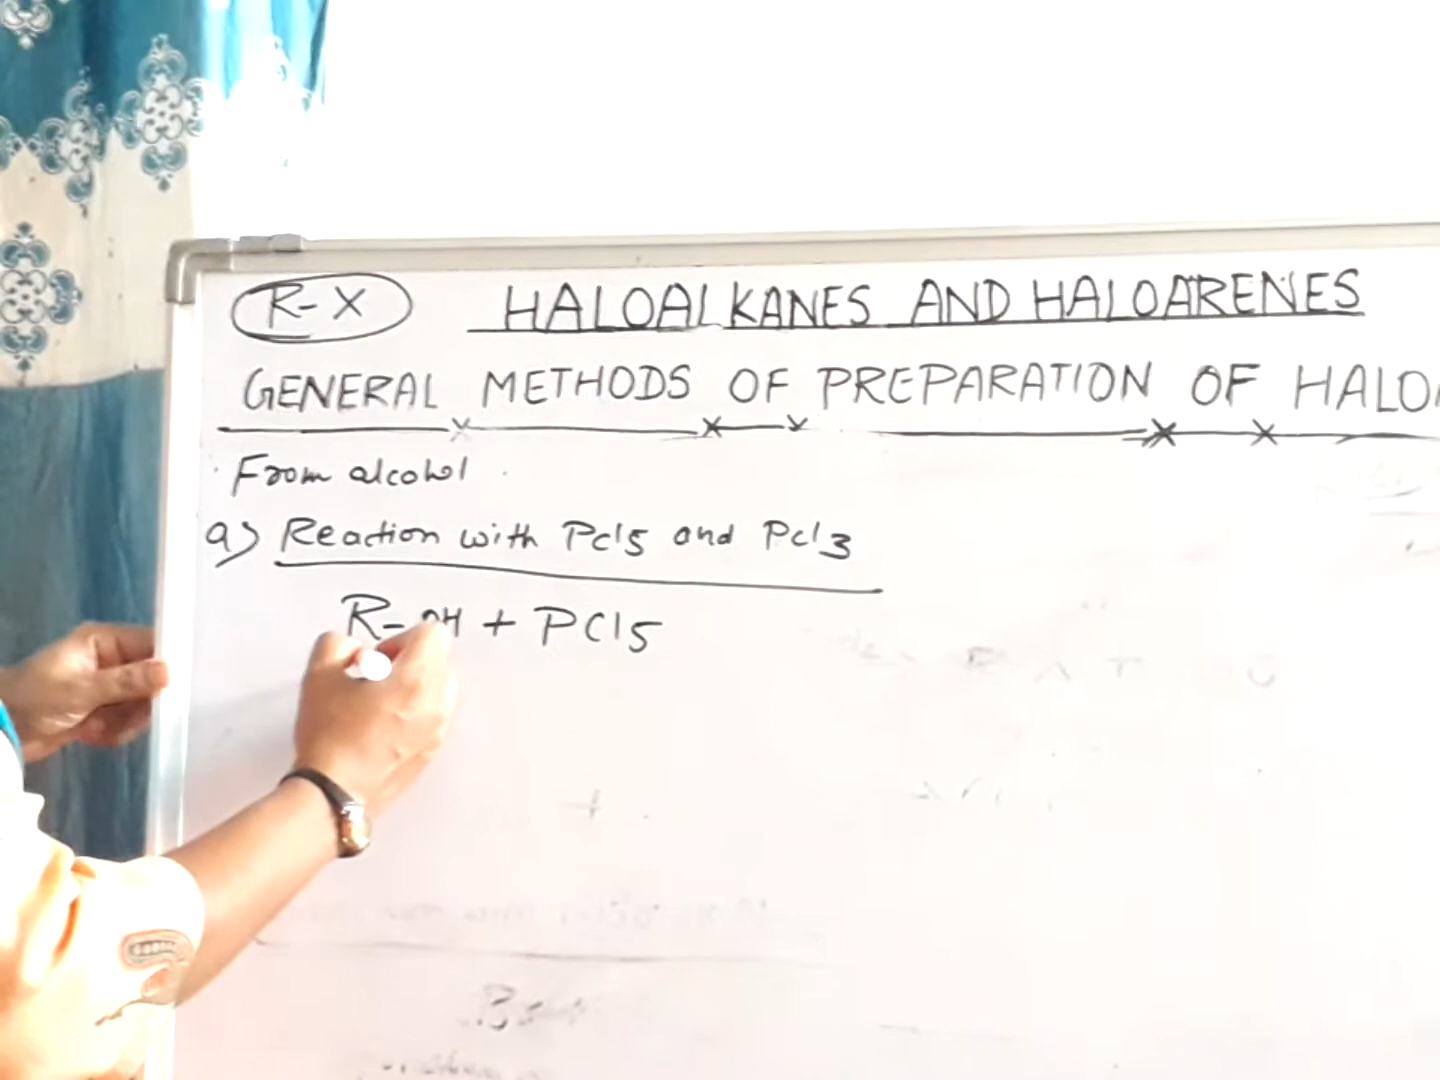 R-X HALOALKANES AND HALOARENES
GENERAL METHODS OF PREPARATION OF HALO
From alcohol
a) Reaction with PCl5 and PCl3
R-OH + PCl5